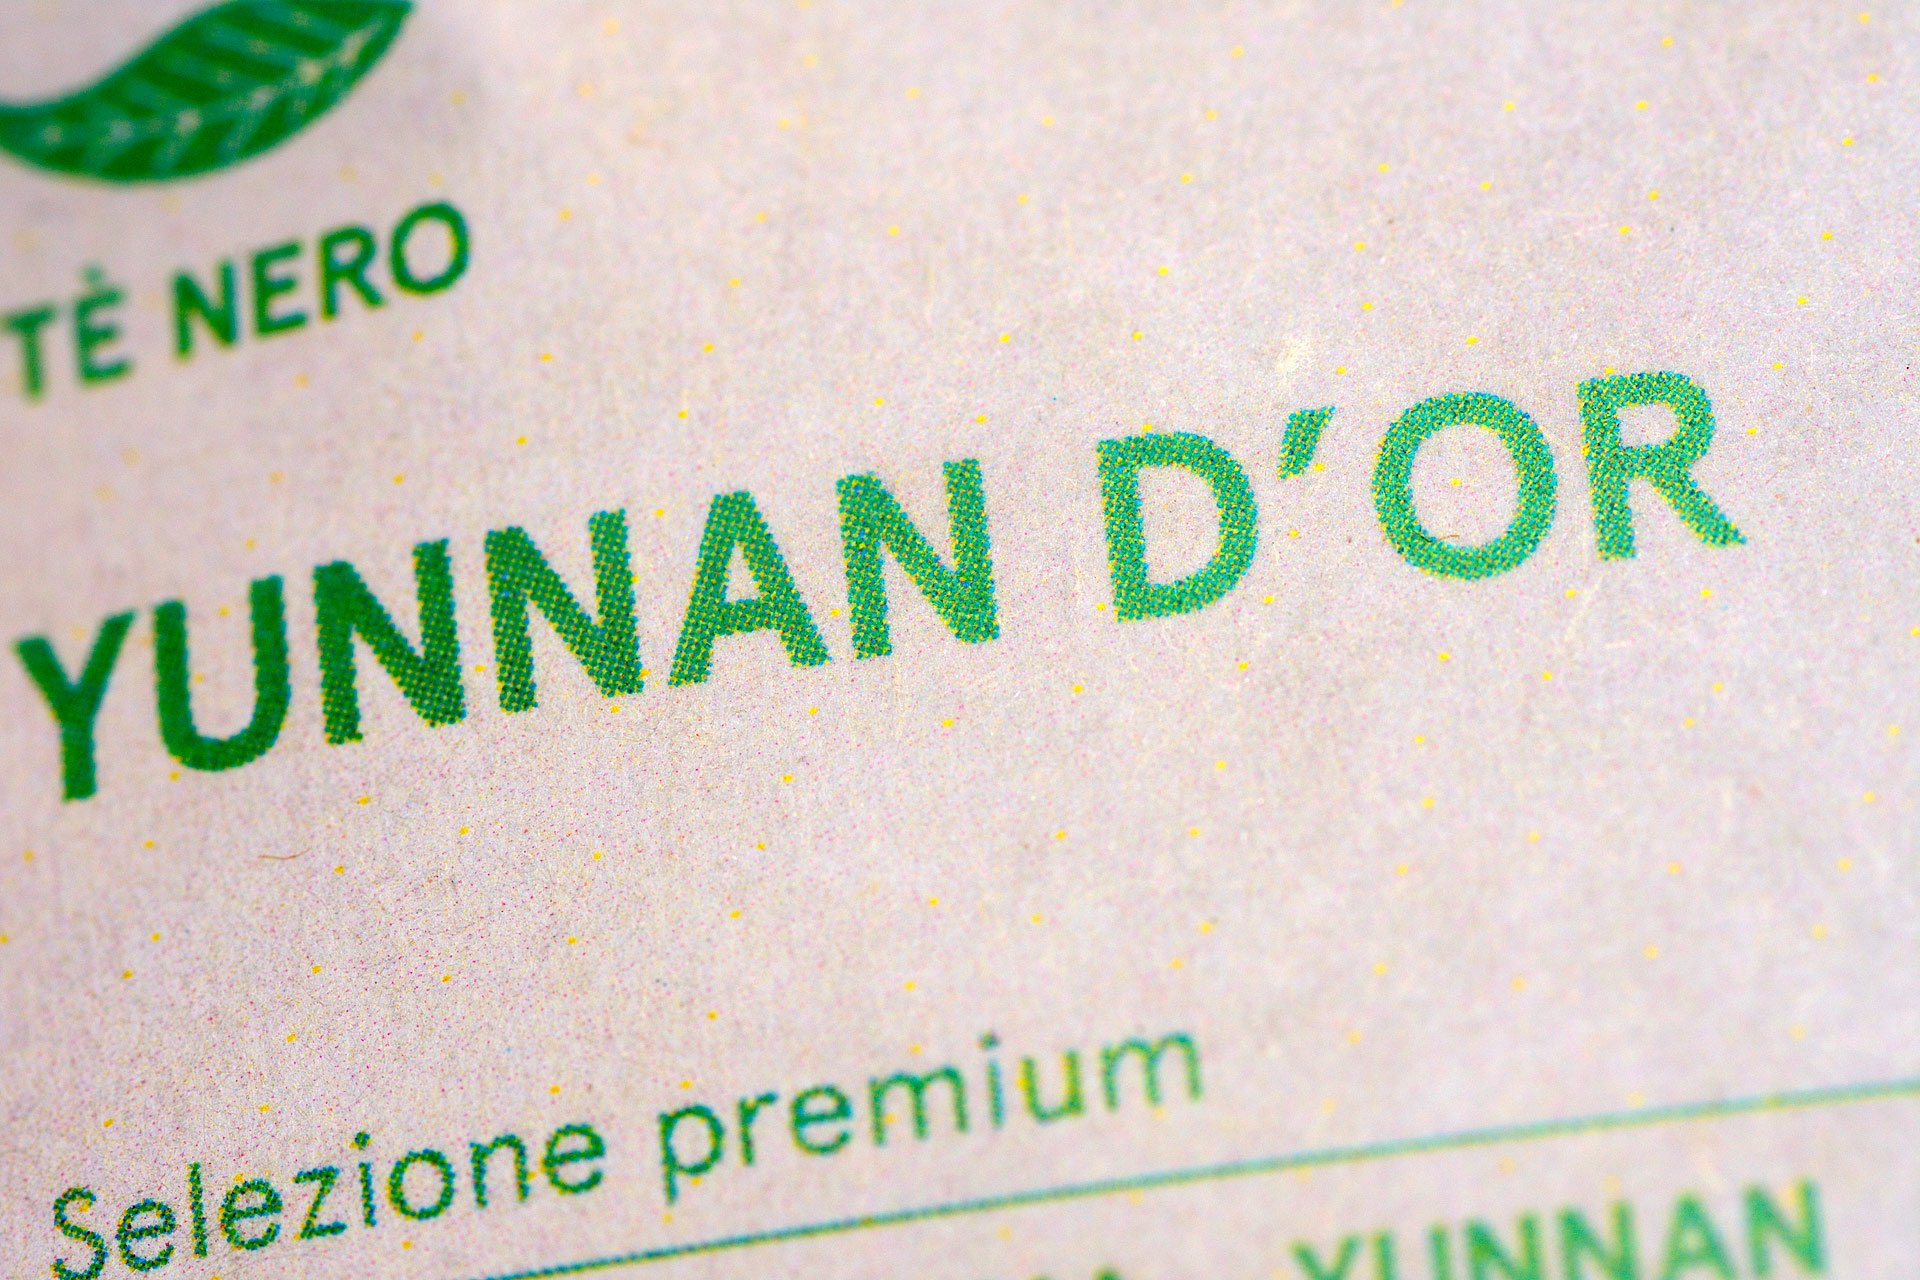 TÈ NERO
YUNNAN D'OR
Selezione premium
YUNNAN